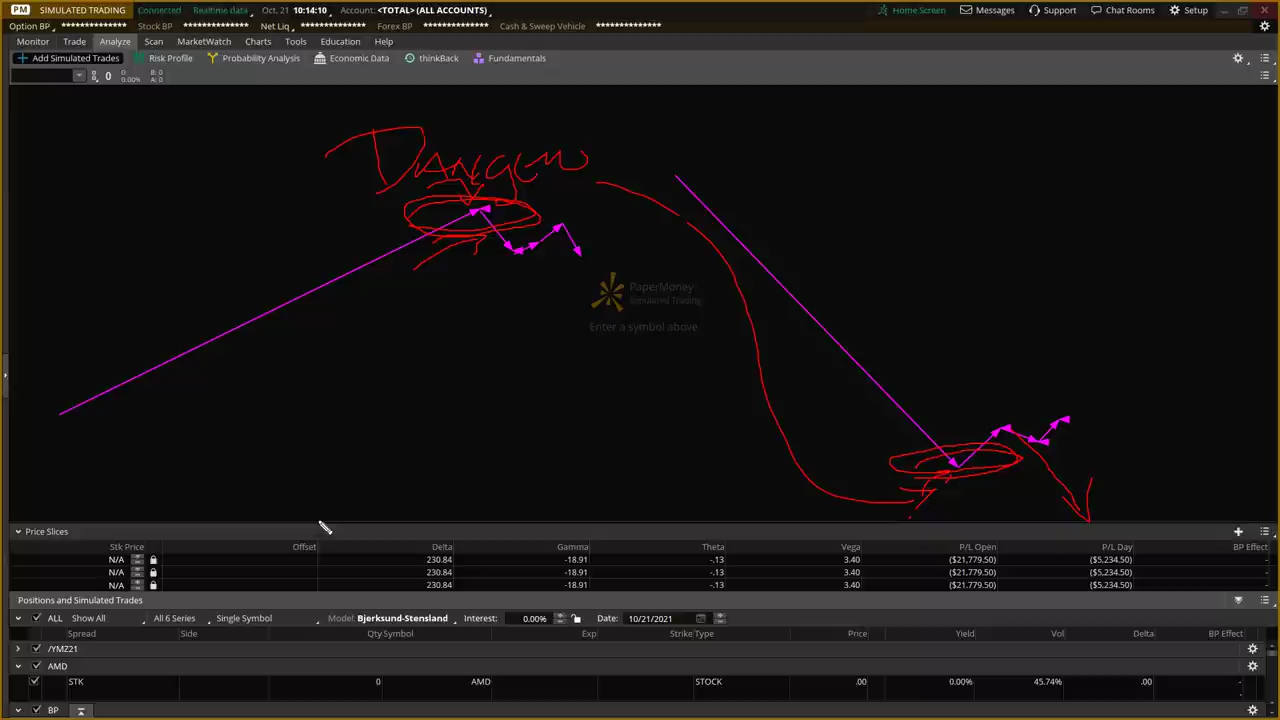 PM SIMULATED TRADING Connected Realtime data Oct. 21 10:14:10 Account: <TOTAL> (ALL ACCOUNTS) Home Screen Messages Support Chat Rooms Setup
Option BP ************** Stock BP ************** Net Liq ************** Forex BP ************** Cash & Sweep Vehicle **************
Monitor Trade Analyze Scan MarketWatch Charts Tools Education Help
Add Simulated Trades Risk Profile Probability Analysis Economic Data thinkBack Fundamentals
0 0 0.00% B: 0 A: 0
DANGER
PaperMoney
Simulated Trading
Enter a symbol above
Price Slices
Stk Price Offset Delta Gamma Theta Vega P/L Open P/L Day BP Effect
N/A 230.84 -18.91 -.13 3.40 ($21,779.50) ($5,234.50) -
N/A 230.84 -18.91 -.13 3.40 ($21,779.50) ($5,234.50) -
N/A 230.84 -18.91 -.13 3.40 ($21,779.50) ($5,234.50) -
Positions and Simulated Trades
ALL Show All All 6 Series Single Symbol Model: Bjerksund-Stensland Interest: 0.00% Date: 10/21/2021
Spread Side Qty Symbol Exp Strike Type Price Yield Vol Delta BP Effect
/YMZ21
AMD
STK 0 AMD STOCK .00 0.00% 45.74% .00 -
BP